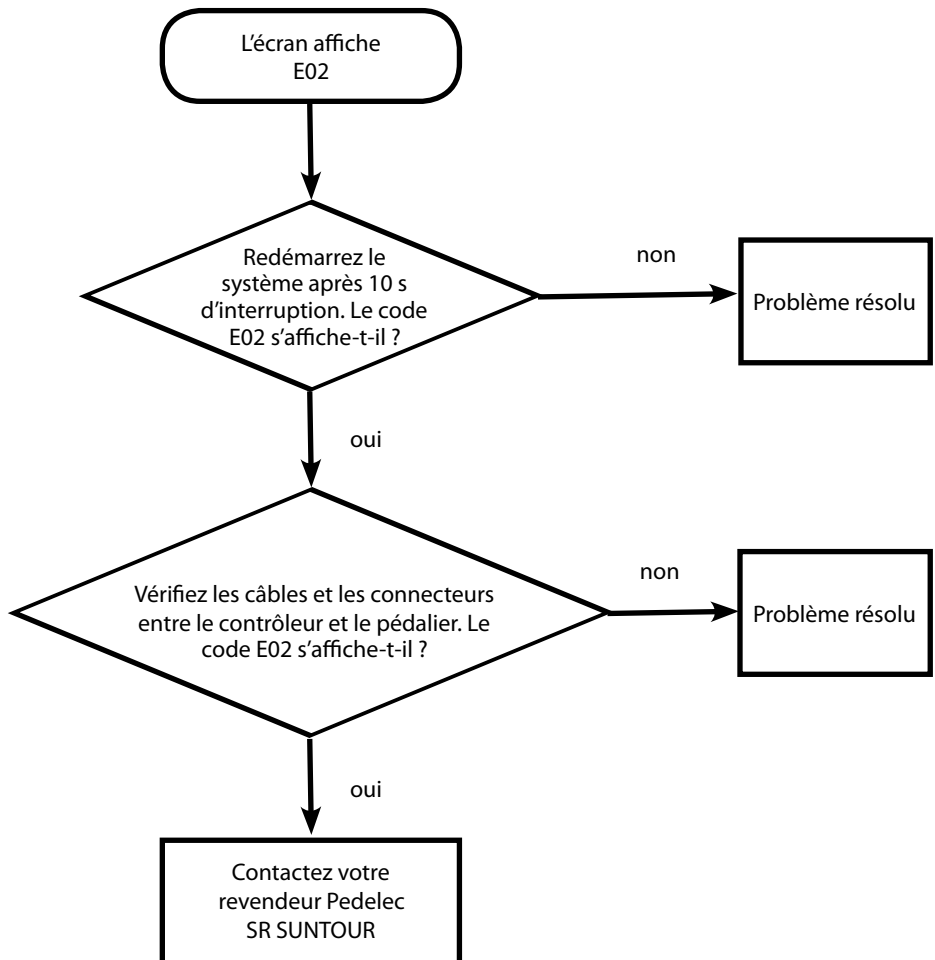 L'écran affiche
E02
Redémarrez le
système après 10 s
d'interruption. Le code
E02 s'affiche-t-il ?
non
Problème résolu
oui
Vérifiez les câbles et les connecteurs
entre le contrôleur et le pédalier. Le
code E02 s'affiche-t-il ?
non
Problème résolu
oui
Contactez votre
revendeur Pedelec
SR SUNTOUR